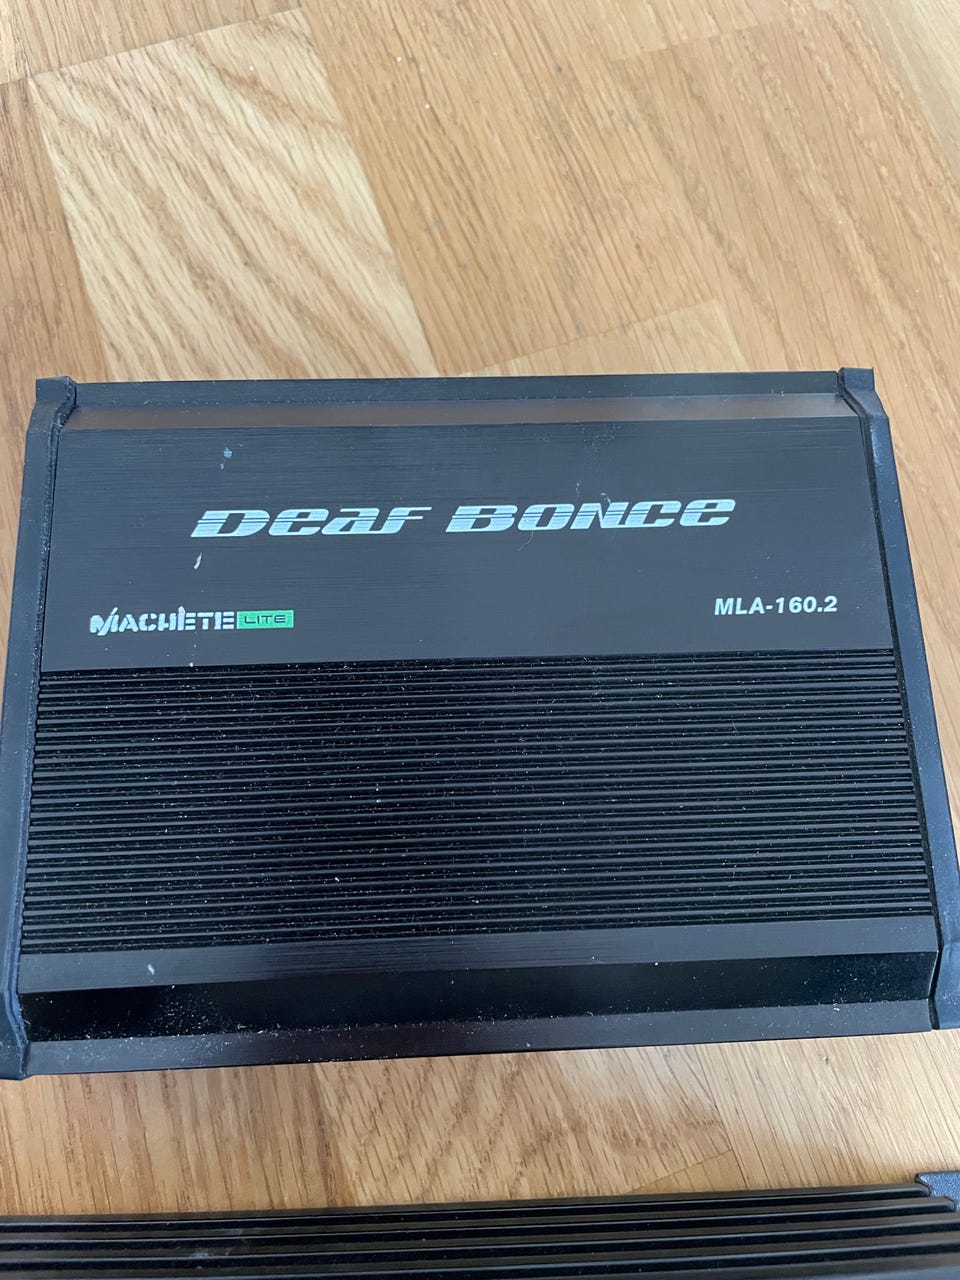 Deaf Bonce
MACHETE LITE
MLA-160.2